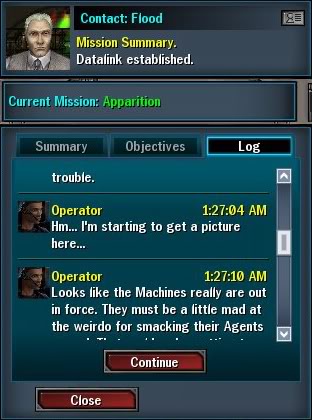 Contact: Flood
Mission Summary.
Datalink established.
Current Mission: Apparition
Summary
Objectives
Log
trouble.
Operator 1:27:04 AM
Hm... I'm starting to get a picture
here...
Operator 1:27:10 AM
Looks like the Machines really are out
in force. They must be a little mad at
the weirdo for smacking their Agents
Continue
Close